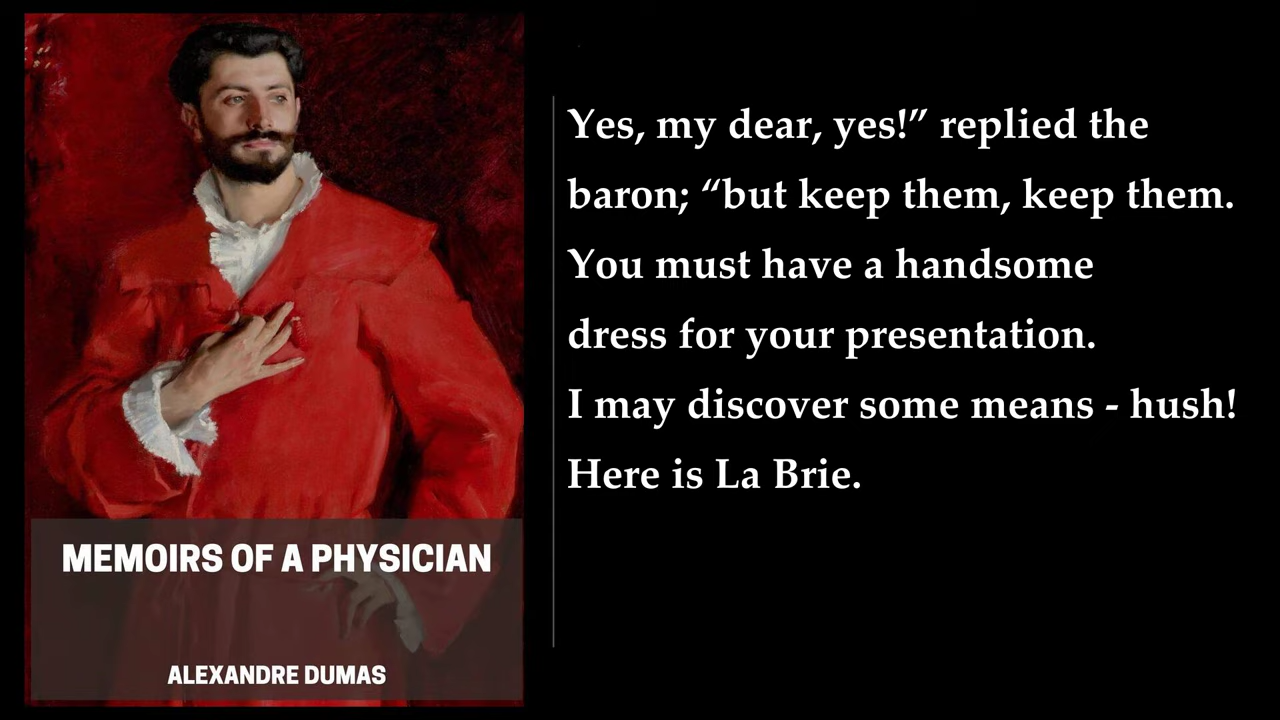 MEMOIRS OF A PHYSICIAN
ALEXANDRE DUMAS
Yes, my dear, yes!” replied the
baron; “but keep them, keep them.
You must have a handsome
dress for your presentation.
I may discover some means - hush!
Here is La Brie.